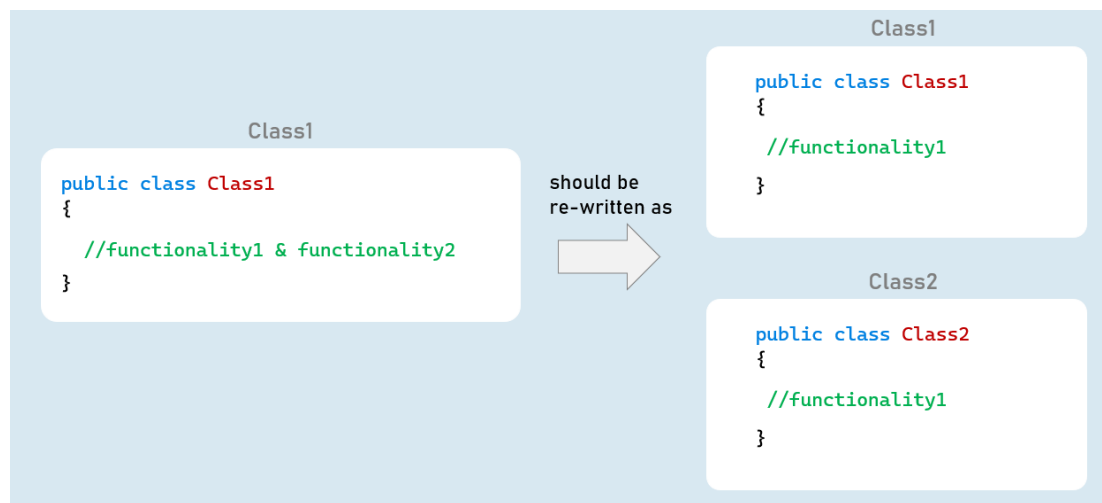 Class1
public class Class1
{
//functionality1 & functionality2
}
should be
re-written as
Class1
public class Class1
{
//functionality1
}
Class2
public class Class2
{
//functionality1
}